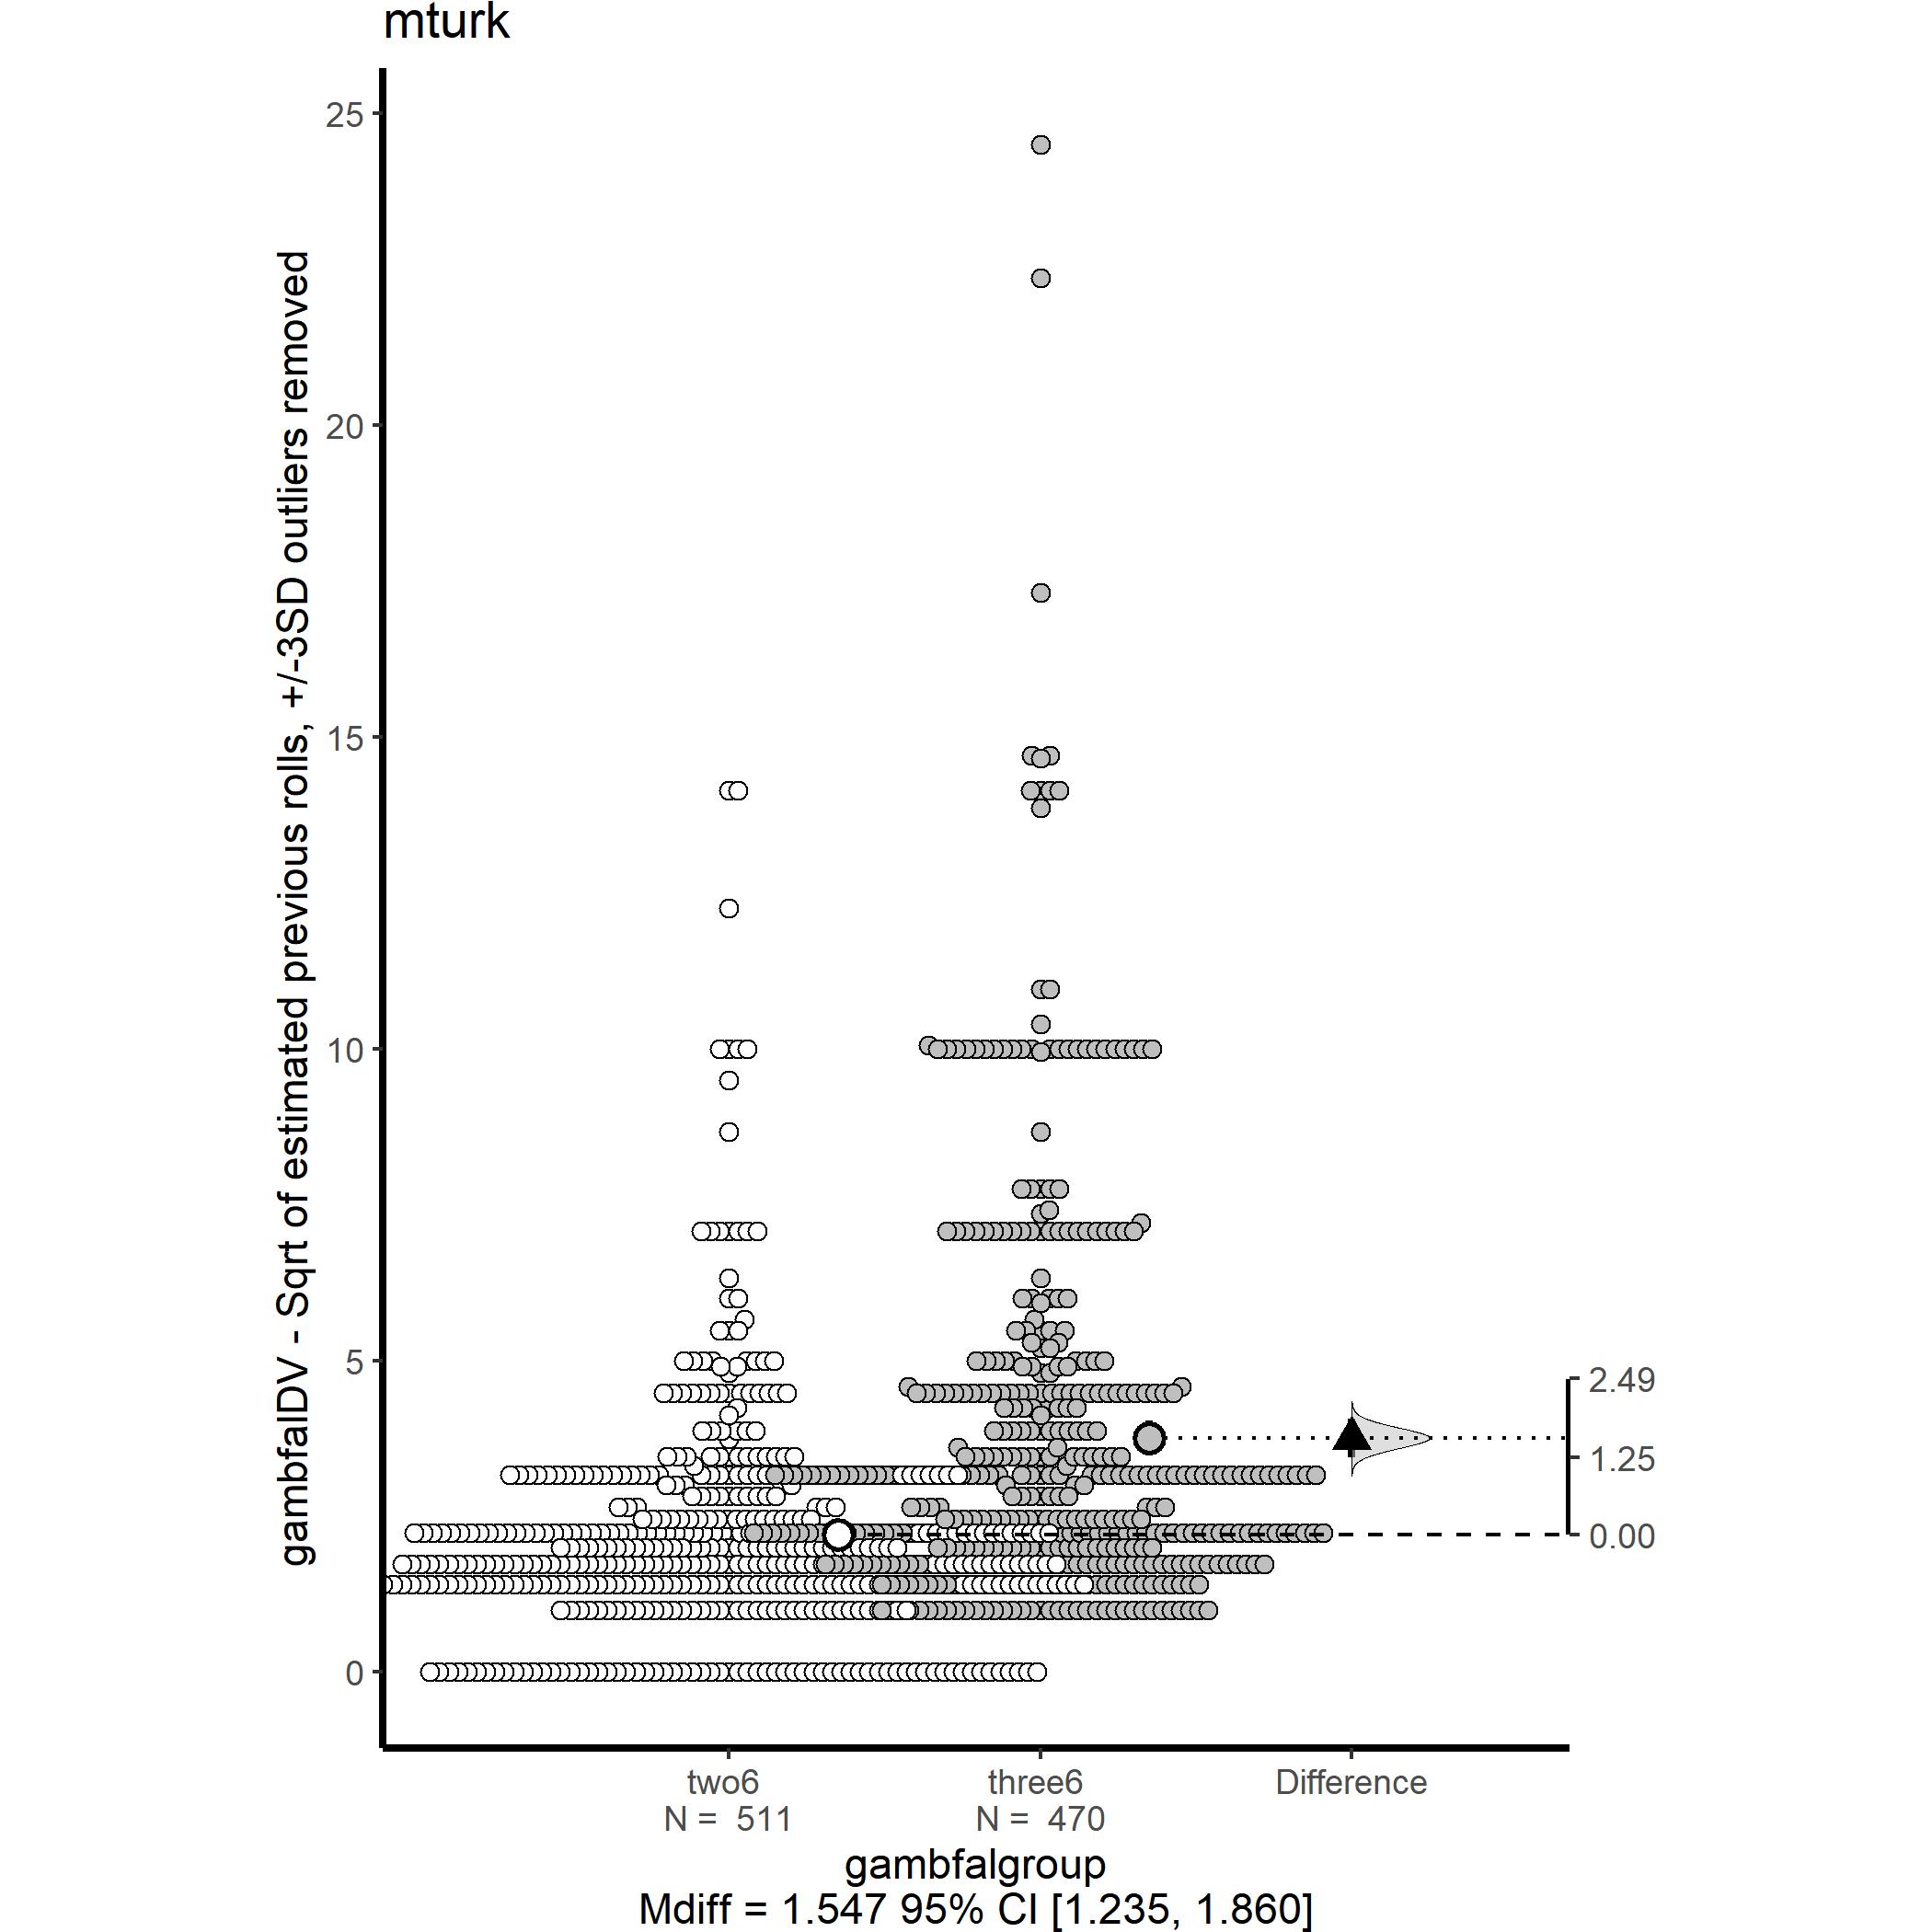 mturk
gambfalDV - Sqrt of estimated previous rolls, +/-3SD outliers removed
25
20
15
10
5
0
2.49
1.25
0.00
two6
N = 511
three6
N = 470
Difference
gambfalgroup
Mdiff = 1.547 95% CI [1.235, 1.860]